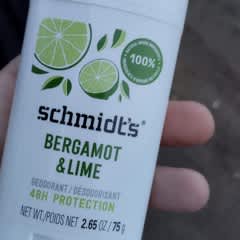 100%
schmidt's®
BERGAMOT
& LIME
DEODORANT / DÉSODORISANT
48H PROTECTION
NET WT./POIDS NET 2.65 OZ / 75 g